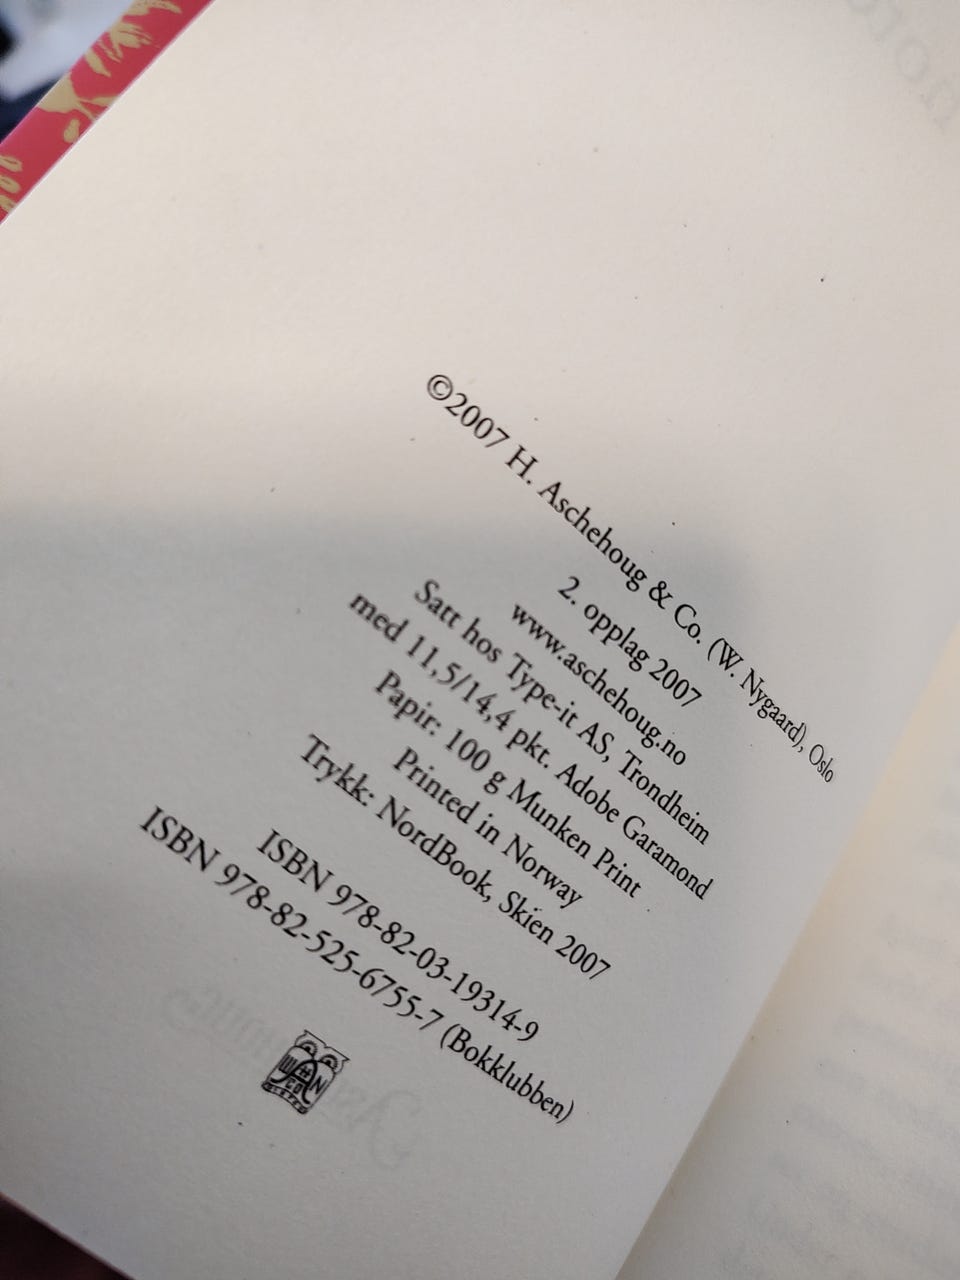 ©2007 H. Aschehoug & Co. (W. Nygaard), Oslo
2. opplag 2007
www.aschehoug.no
Satt hos Type-it AS, Trondheim
med 11,5/14,4 pkt. Adobe Garamond
Papir: 100 g Munken Print
Printed in Norway
Trykk: NordBook, Skien 2007
ISBN 978-82-03-19314-9
ISBN 978-82-525-6755-7 (Bokklubben)